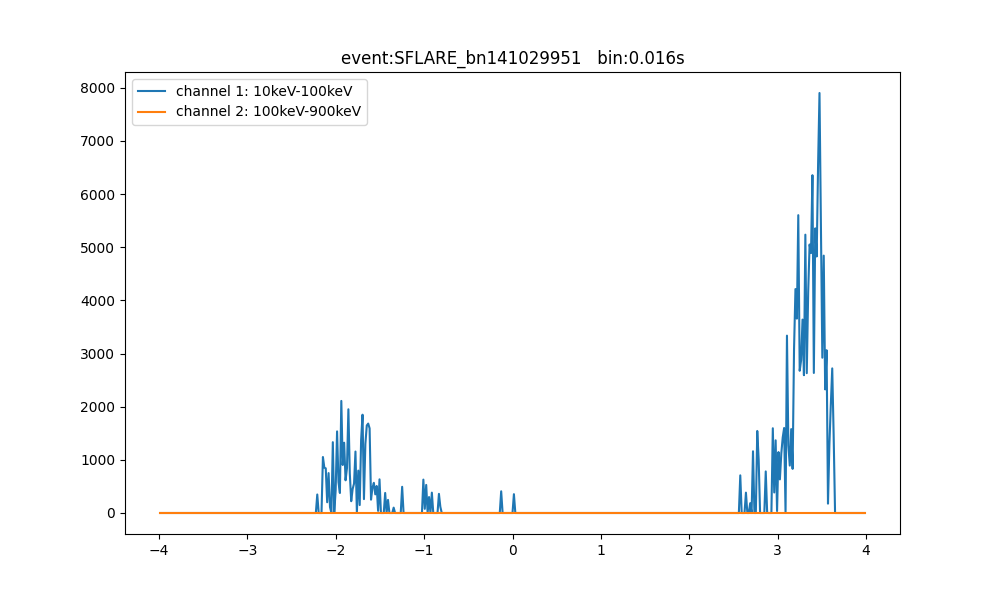 event:SFLARE_bn141029951   bin:0.016s
channel 1: 10keV-100keV
channel 2: 100keV-900keV
8000
7000
6000
5000
4000
3000
2000
1000
0
−4 −3 −2 −1 0 1 2 3 4